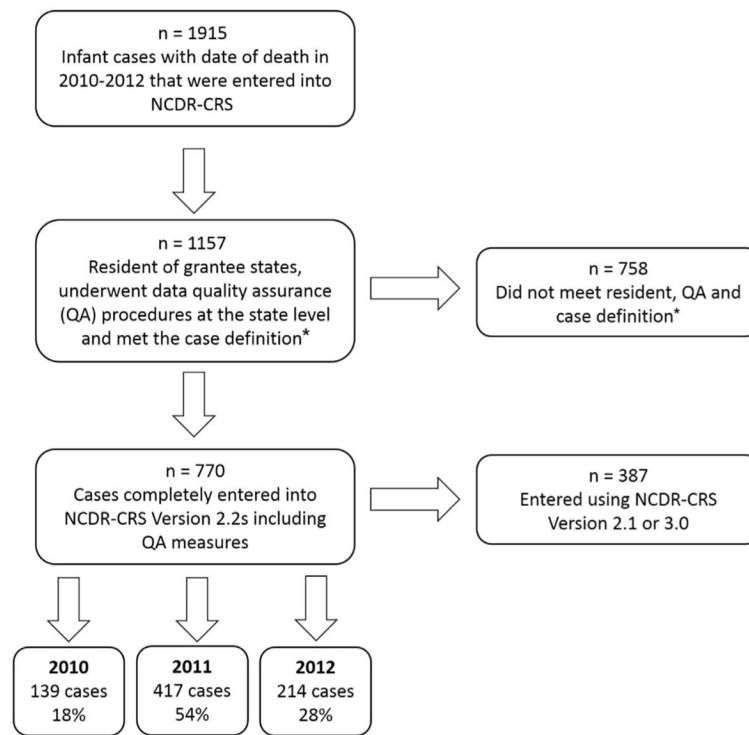 n = 1915
Infant cases with date of death in
2010-2012 that were entered into
NCDR-CRS
n = 1157
Resident of grantee states,
underwent data quality assurance
(QA) procedures at the state level
and met the case definition*
n = 758
Did not meet resident, QA and
case definition*
n = 770
Cases completely entered into
NCDR-CRS Version 2.2s including
QA measures
n = 387
Entered using NCDR-CRS
Version 2.1 or 3.0
2010
139 cases
18%
2011
417 cases
54%
2012
214 cases
28%